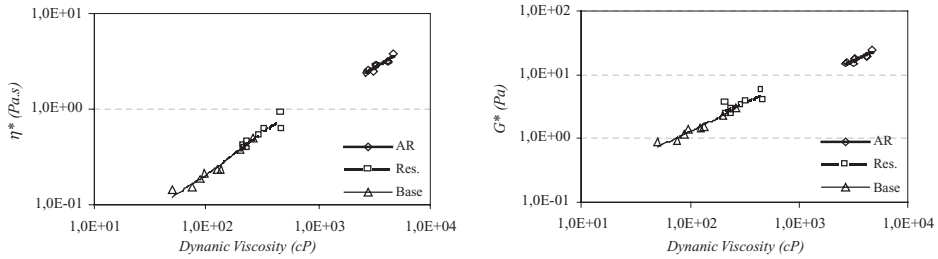 1,0E+01
1,0E+00
1,0E-01
η* (Pa.s)
AR
Res.
Base
1,0E+01 1,0E+02 1,0E+03 1,0E+04
Dynanic Viscosity (cP)
1,0E+02
1,0E+01
1,0E+00
1,0E-01
G* (Pa)
AR
Res.
Base
1,0E+01 1,0E+02 1,0E+03 1,0E+04
Dynanic Viscosity (cP)